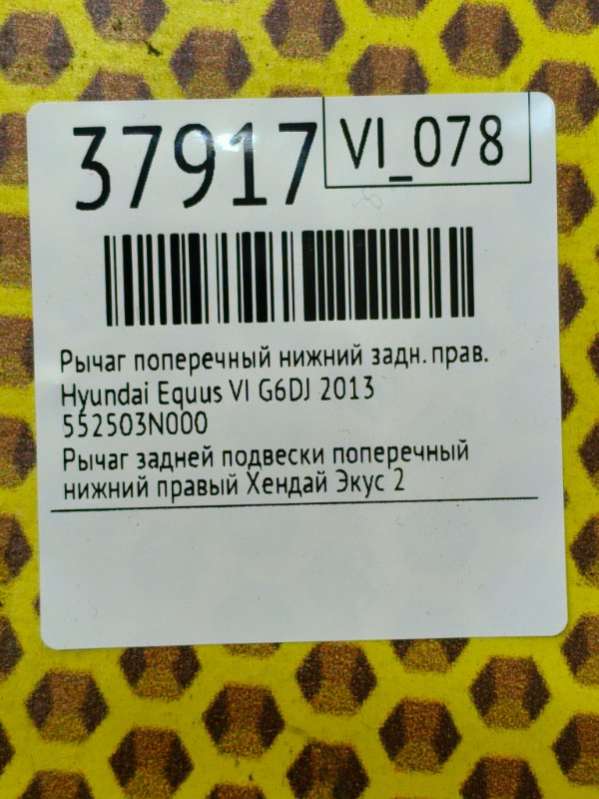 37917
VI_078
Рычаг поперечный нижний задн. прав.
Hyundai Equus VI G6DJ 2013
552503N000
Рычаг задней подвески поперечный
нижний правый Хендай Экус 2